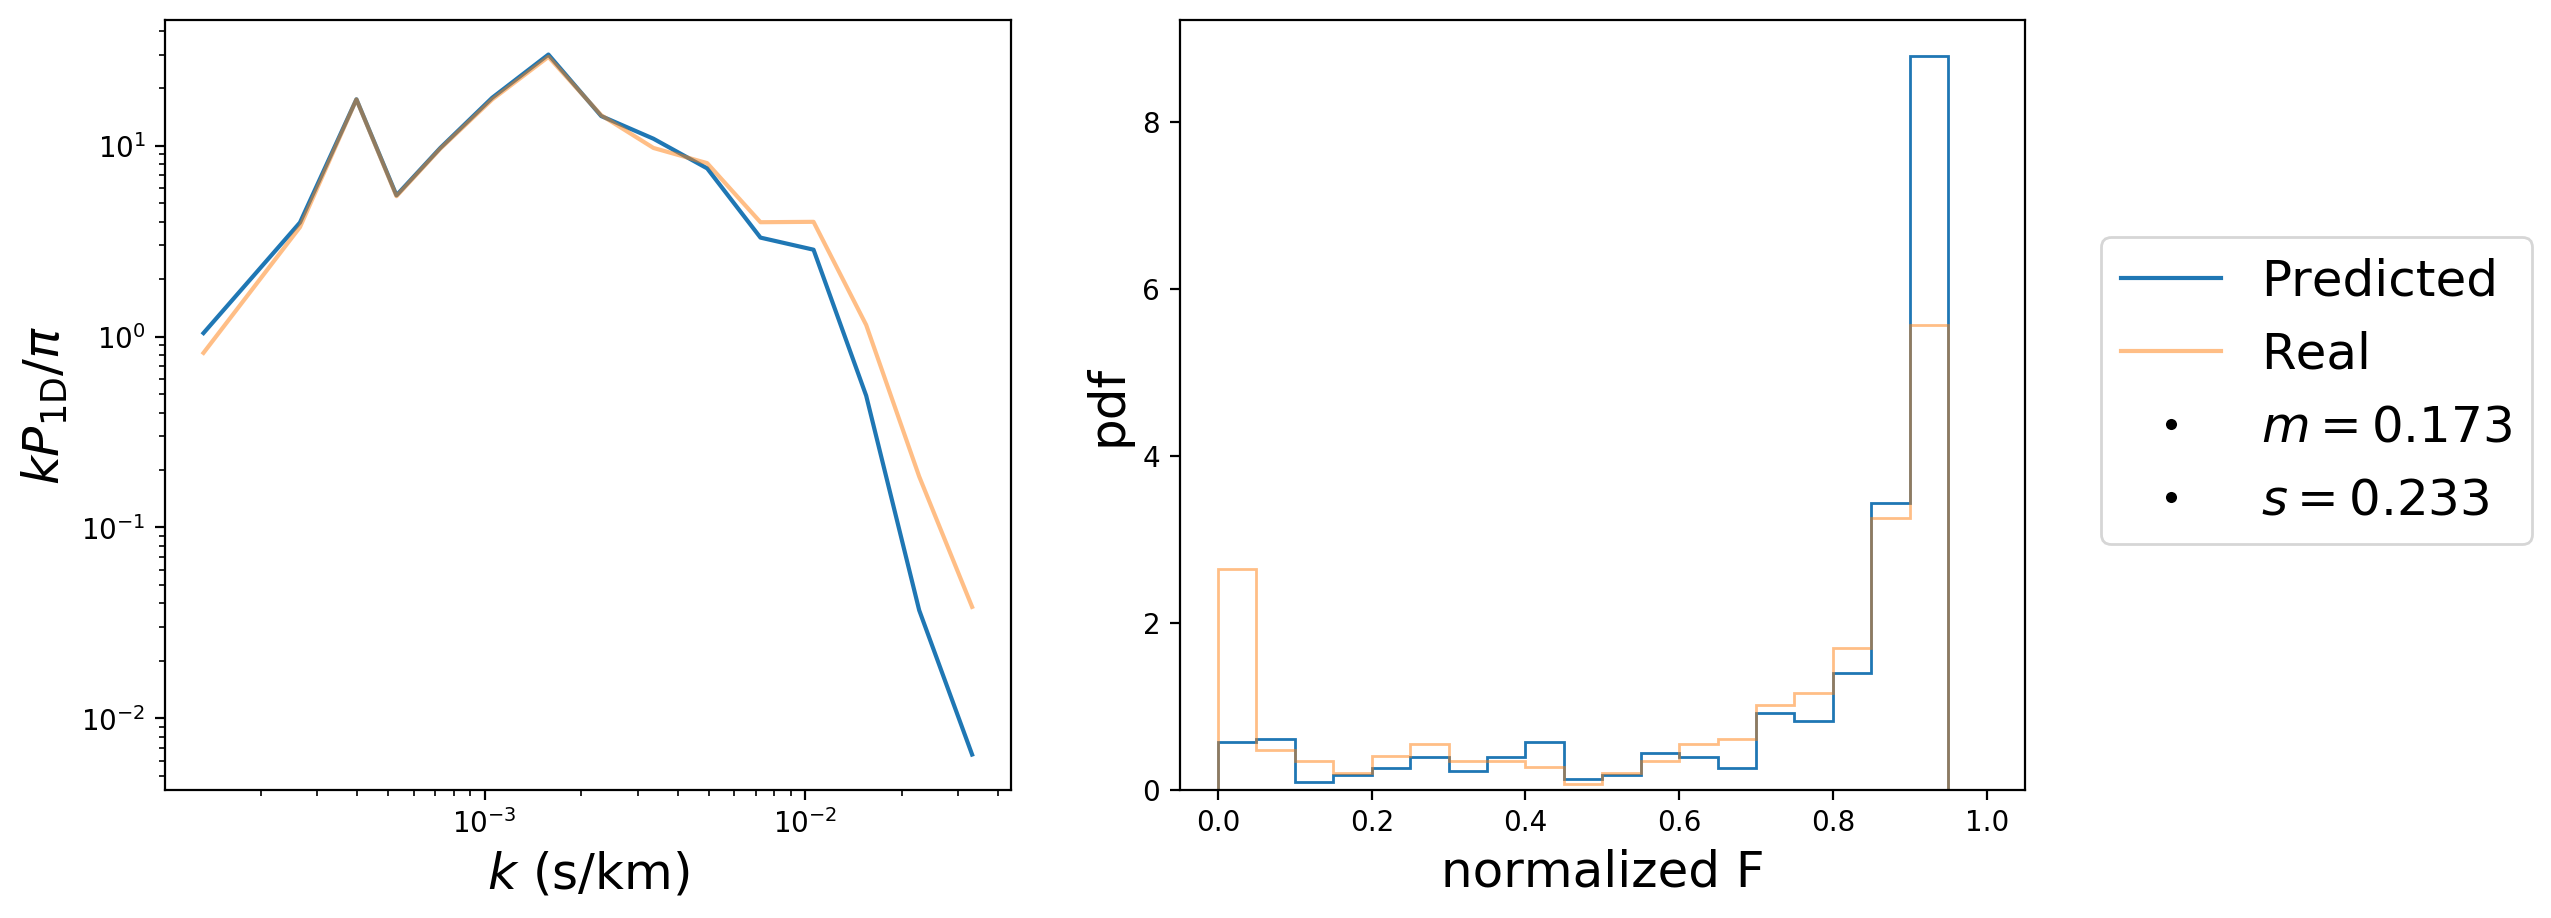 10¹
10⁰
10⁻¹
10⁻²
kP₁D/π
10⁻³ 10⁻²
k (s/km)
8
6
4
2
0
pdf
0.0 0.2 0.4 0.6 0.8 1.0
normalized F
Predicted
Real
m = 0.173
s = 0.233